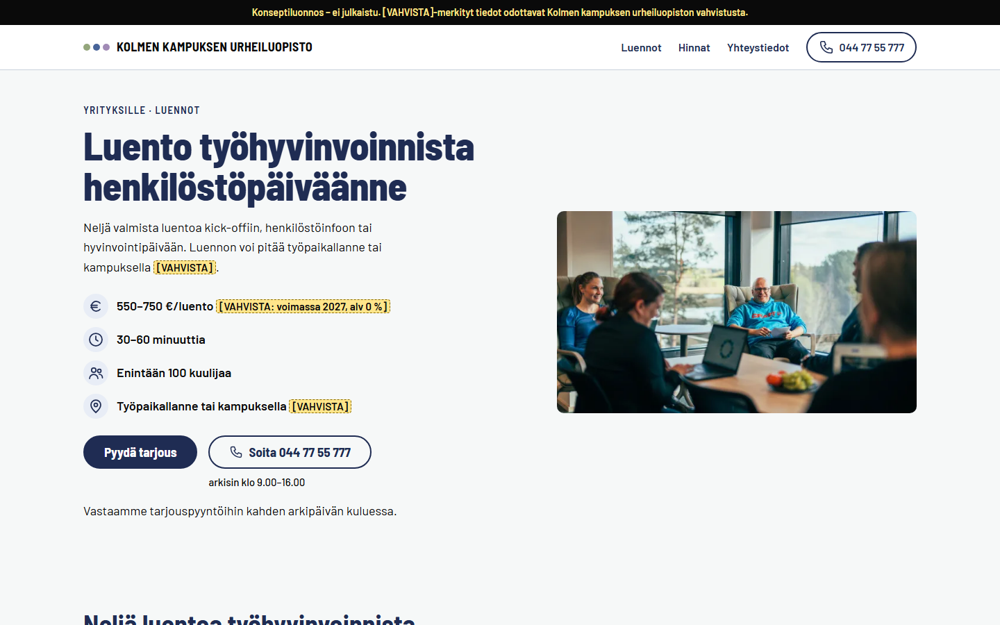 Konseptiluonnos – ei julkaistu. [VAHVISTA]-merkityt tiedot odottavat Kolmen kampuksen urheiluopiston vahvistusta.
KOLMEN KAMPUKSEN URHEILUOPISTO
Luennot
Hinnat
Yhteystiedot
044 77 55 777
YRITYKSILLE · LUENNOT
Luento työhyvinvoinnista
henkilöstöpäiväänne
Neljä valmista luentoa kick-offiin, henkilöstöinfoon tai
hyvinvointipäivään. Luennon voi pitää työpaikallanne tai
kampuksella [VAHVISTA].
550–750 €/luento [VAHVISTA: voimassa 2027, alv 0 %]
30–60 minuuttia
Enintään 100 kuulijaa
Työpaikallanne tai kampuksella [VAHVISTA]
Pyydä tarjous
Soita 044 77 55 777
arkisin klo 9.00–16.00
Vastaamme tarjouspyyntöihin kahden arkipäivän kuluessa.
Neljä luentoa työhyvinvoinnista